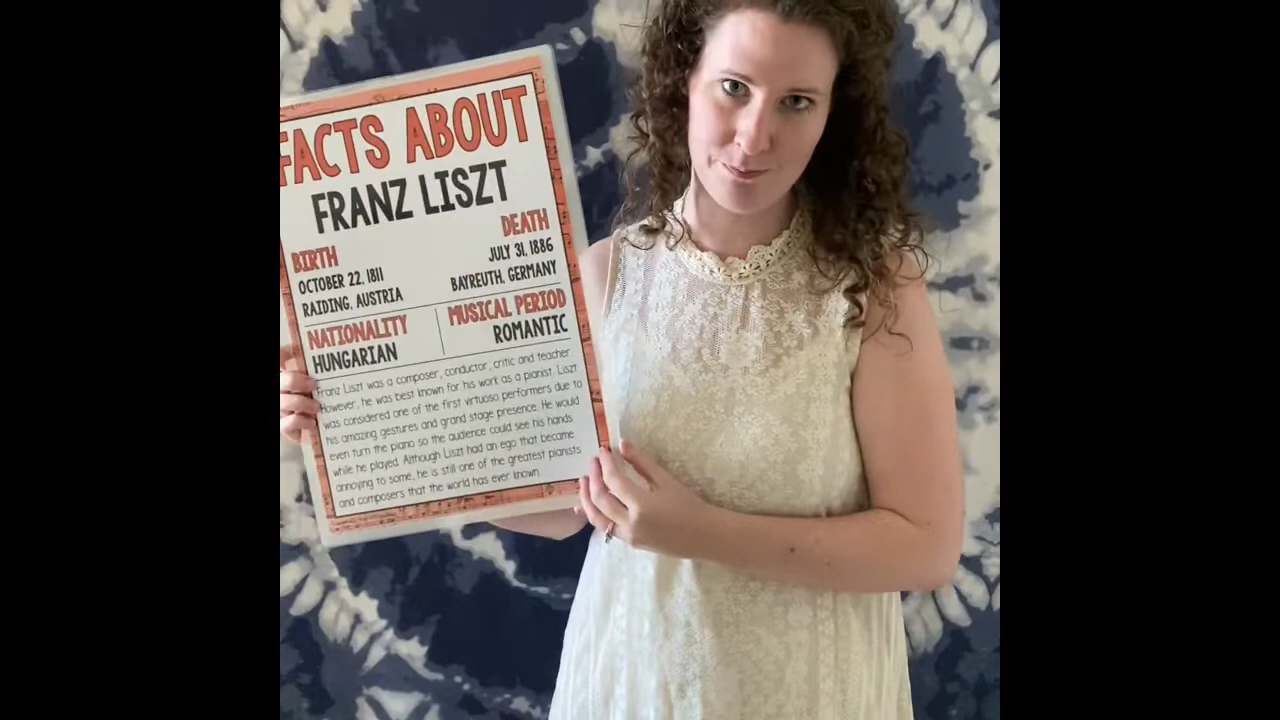 FACTS ABOUT
FRANZ LISZT
BIRTH
OCTOBER 22, 1811
RAIDING, AUSTRIA
DEATH
JULY 31, 1886
BAYREUTH, GERMANY
NATIONALITY
HUNGARIAN
MUSICAL PERIOD
ROMANTIC
Franz Liszt was a composer, conductor, critic and teacher
However, he was best known for his work as a pianist. Liszt
was considered one of the first virtuoso performers due to
his amazing gestures and grand stage presence. He would
even turn the piano so the audience could see his hands
while he played. Although Liszt had an ego that became
annoying to some, he is still one of the greatest pianists
and composers that the world has ever known.